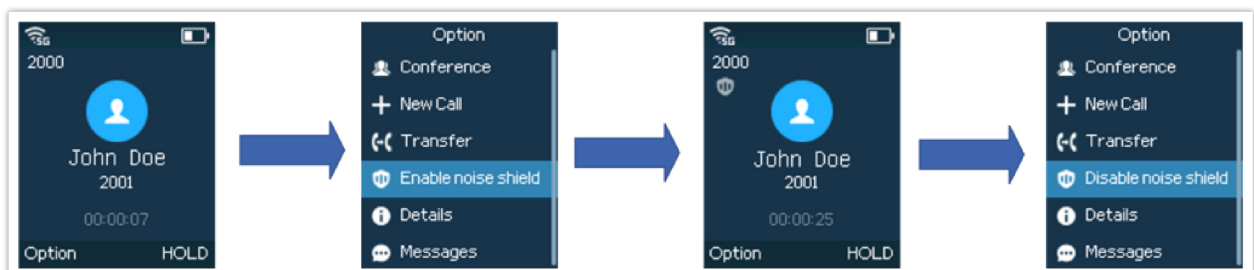 5G
2000
John Doe
2001
00:00:07
Option
HOLD
Option
Conference
New Call
Transfer
Enable noise shield
Details
Messages
5G
2000
John Doe
2001
00:00:25
Option
HOLD
Option
Conference
New Call
Transfer
Disable noise shield
Details
Messages